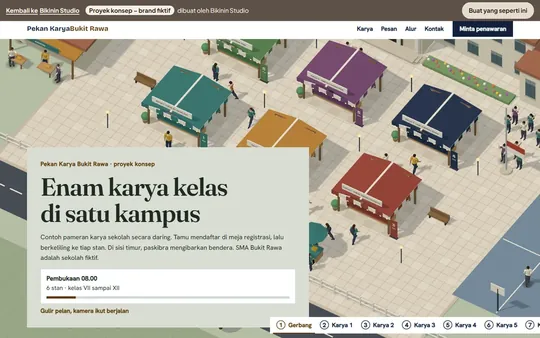 Kembali ke Bikinin Studio
Proyek konsep – brand fiktif
dibuat oleh Bikinin Studio
Buat yang seperti ini
Pekan Karya Bukit Rawa
Karya
Pesan
Alur
Kontak
Minta penawaran
Pekan Karya Bukit Rawa · proyek konsep
Enam karya kelas
di satu kampus
Contoh pameran karya sekolah secara daring. Tamu mendaftar di meja registrasi, lalu
berkeliling ke tiap stan. Di sisi timur, paskibra mengibarkan bendera. SMA Bukit Rawa
adalah sekolah fiktif.
Pembukaan 08.00
6 stan · kelas VII sampai XII
Gulir pelan, kamera ikut berjalan
1 Gerbang
2 Karya 1
3 Karya 2
4 Karya 3
5 Karya 4
6 Karya 5
7